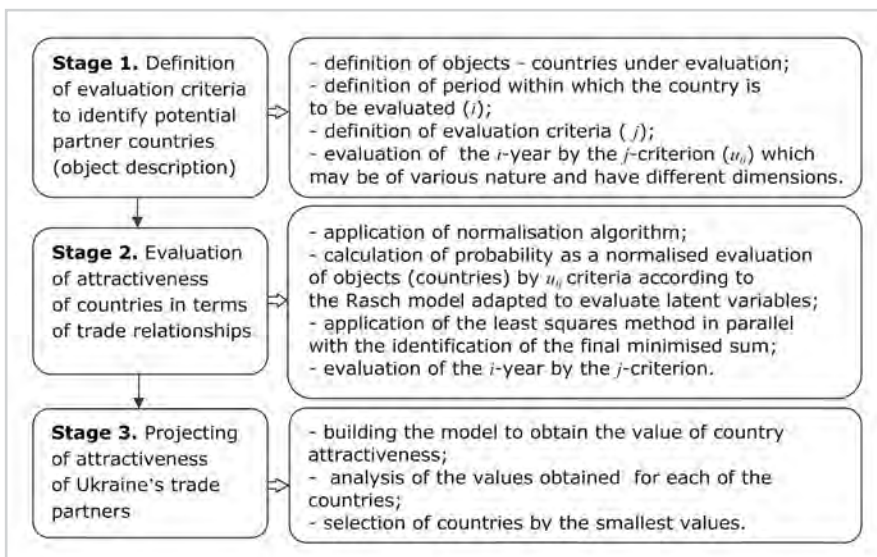 Stage 1. Definition
of evaluation criteria
to identify potential
partner countries
(object description)
- definition of objects – countries under evaluation;
- definition of period within which the country is
to be evaluated (i);
- definition of evaluation criteria ( j);
- evaluation of the i-year by the j-criterion (uij) which
may be of various nature and have different dimensions.
Stage 2. Evaluation
of attractiveness
of countries in terms
of trade relationships
- application of normalisation algorithm;
- calculation of probability as a normalised evaluation
of objects (countries) by uij criteria according to
the Rasch model adapted to evaluate latent variables;
- application of the least squares method in parallel
with the identification of the final minimised sum;
- evaluation of the i-year by the j-criterion.
Stage 3. Projecting
of attractiveness
of Ukraine's trade
partners
- building the model to obtain the value of country
attractiveness;
- analysis of the values obtained for each of the
countries;
- selection of countries by the smallest values.